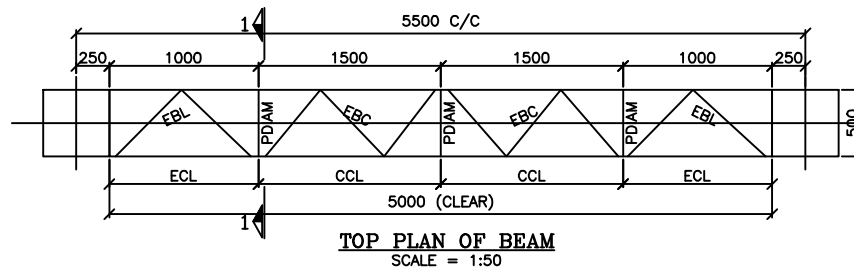 1
5500 C/C
250 1000 1500 1500 1000 250
EBL PDAM EBC PDAM EBC PDAM EBL
500
ECL CCL CCL ECL
5000 (CLEAR)
1
TOP PLAN OF BEAM
SCALE = 1:50